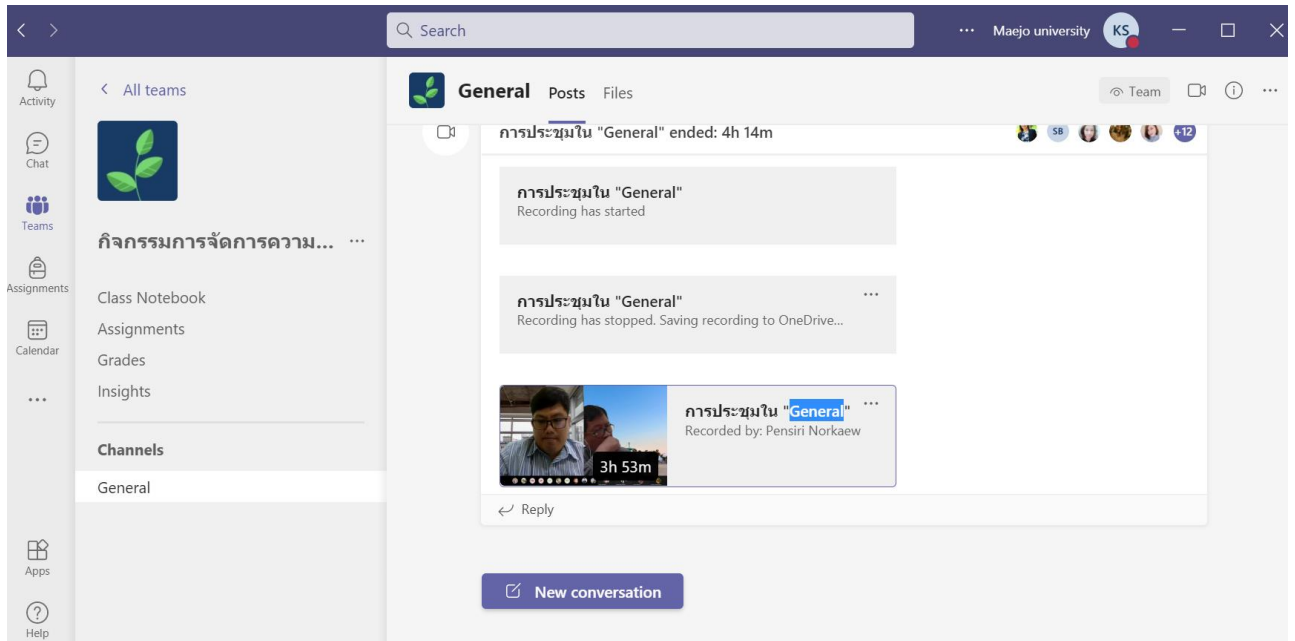 Search
Maejo university
KS
Activity
Chat
Teams
Assignments
Calendar
Apps
Help
All teams
กิจกรรมการจัดการความ...
Class Notebook
Assignments
Grades
Insights
Channels
General
General Posts Files
Team
การประชุมใน "General" ended: 4h 14m
SB
+12
การประชุมใน "General"
Recording has started
การประชุมใน "General"
Recording has stopped. Saving recording to OneDrive...
3h 53m
การประชุมใน "General"
Recorded by: Pensiri Norkaew
Reply
New conversation